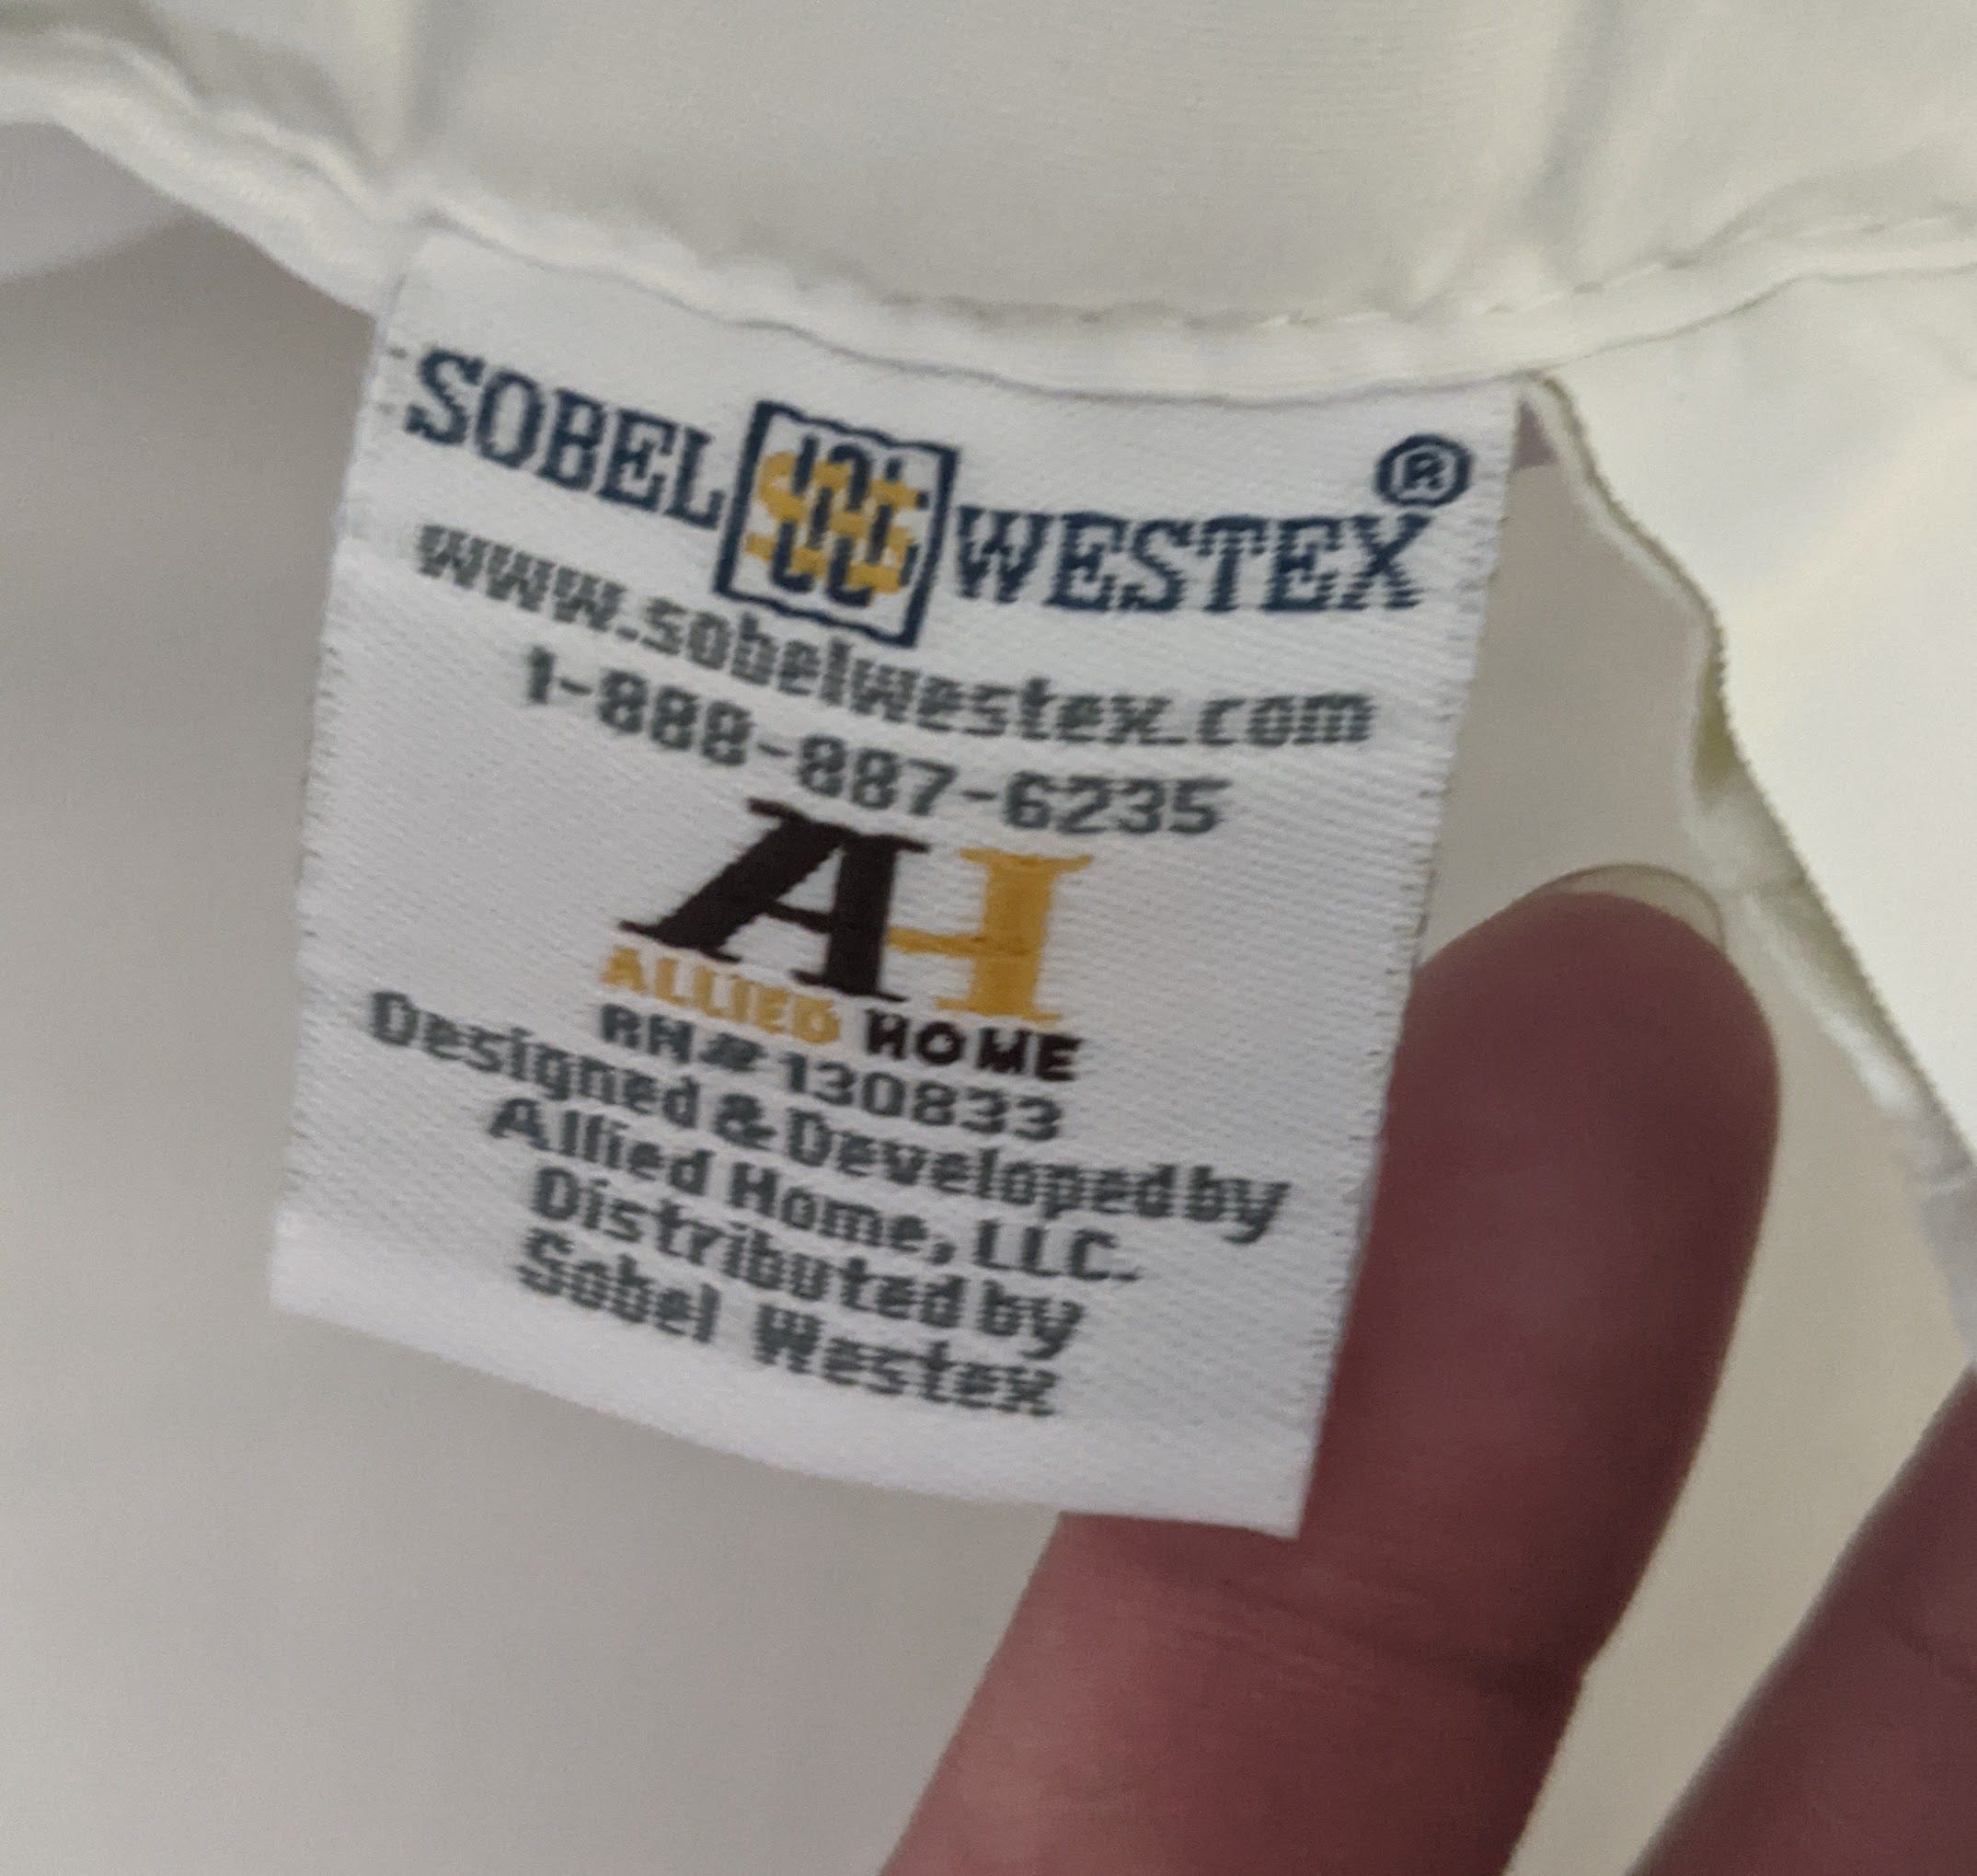 SOBEL WESTEX®
www.sobelwestex.com
1-888-887-6235
AH
ALLIED HOME
RN# 130833
Designed & Developed by
Allied Home, LLC.
Distributed by
Sobel Westex